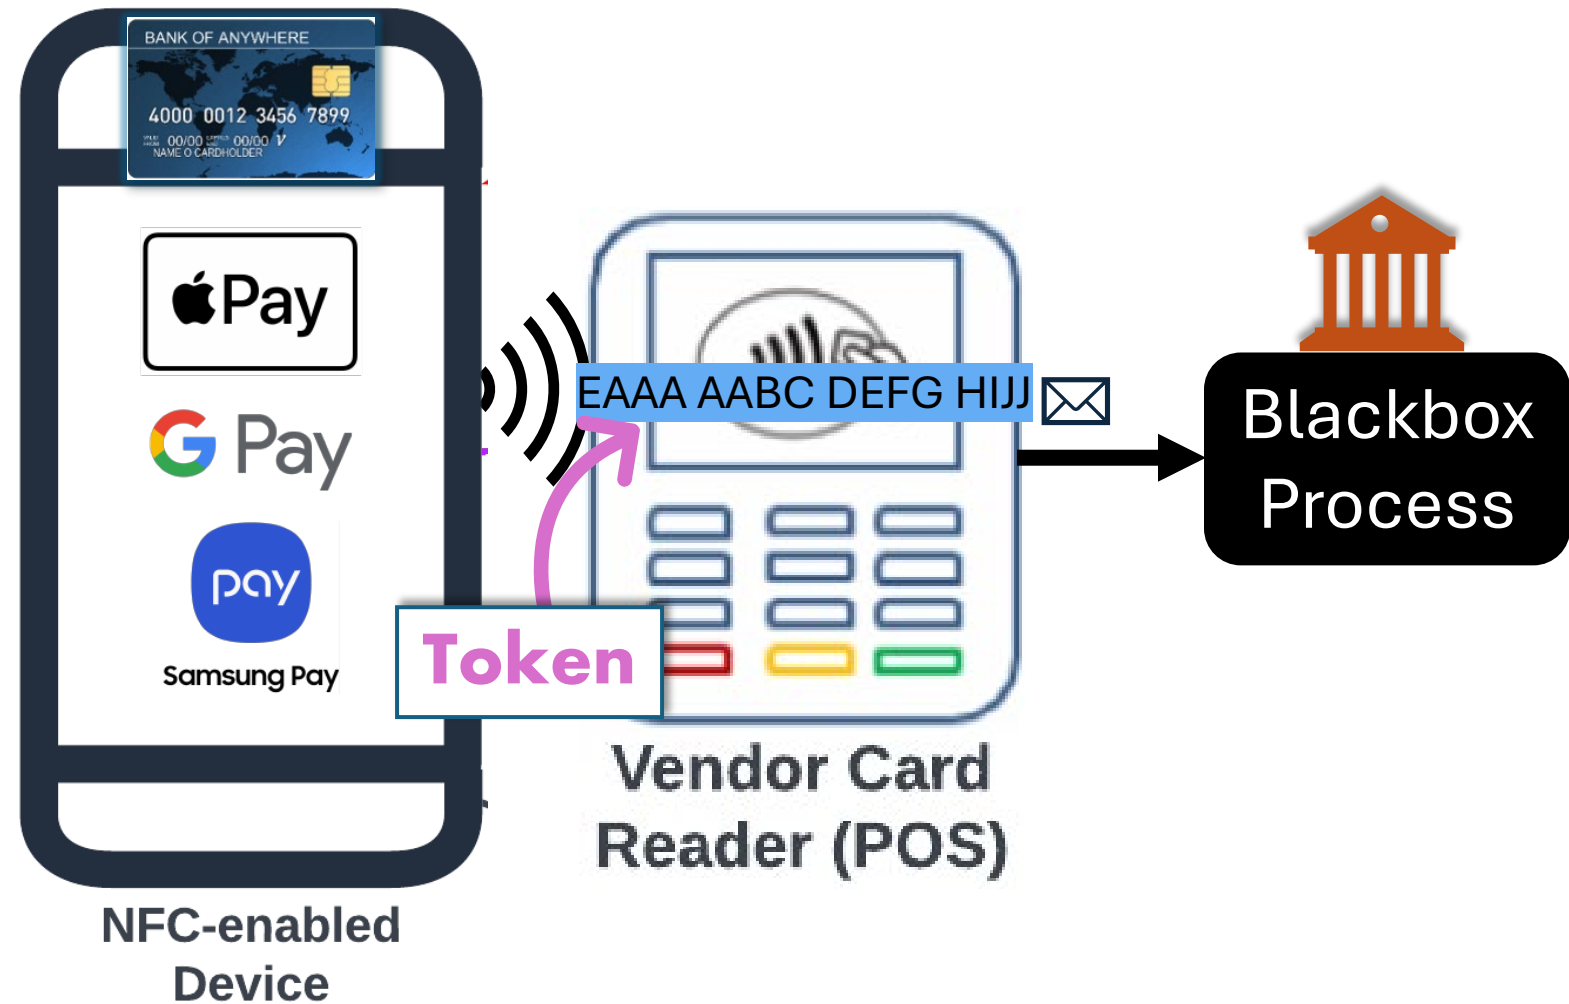 BANK OF ANYWHERE
4000 0012 3456 7899
00/00 00/00 V
NAME O CARDHOLDER
Pay
G Pay
pay
Samsung Pay
EAAA AABC DEFG HIJJ
Token
Blackbox
Process
Vendor Card
Reader (POS)
NFC-enabled
Device